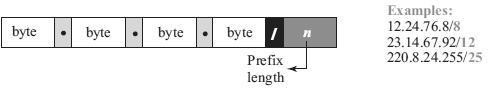 byte • byte • byte • byte / n
Prefix
length
Examples:
12.24.76.8/8
23.14.67.92/12
220.8.24.255/25